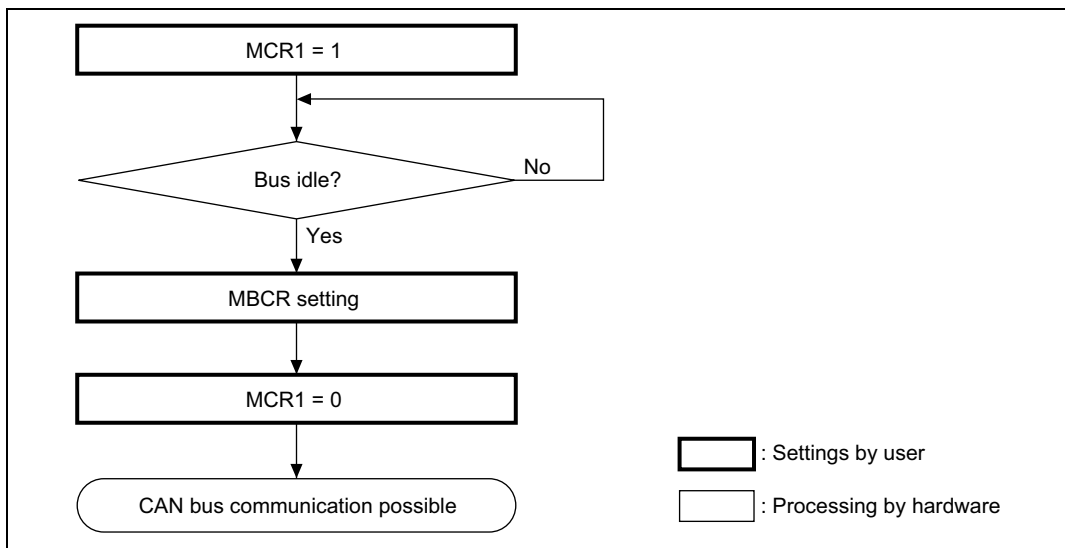 MCR1 = 1
Bus idle?
No
Yes
MBCR setting
MCR1 = 0
CAN bus communication possible
: Settings by user
: Processing by hardware